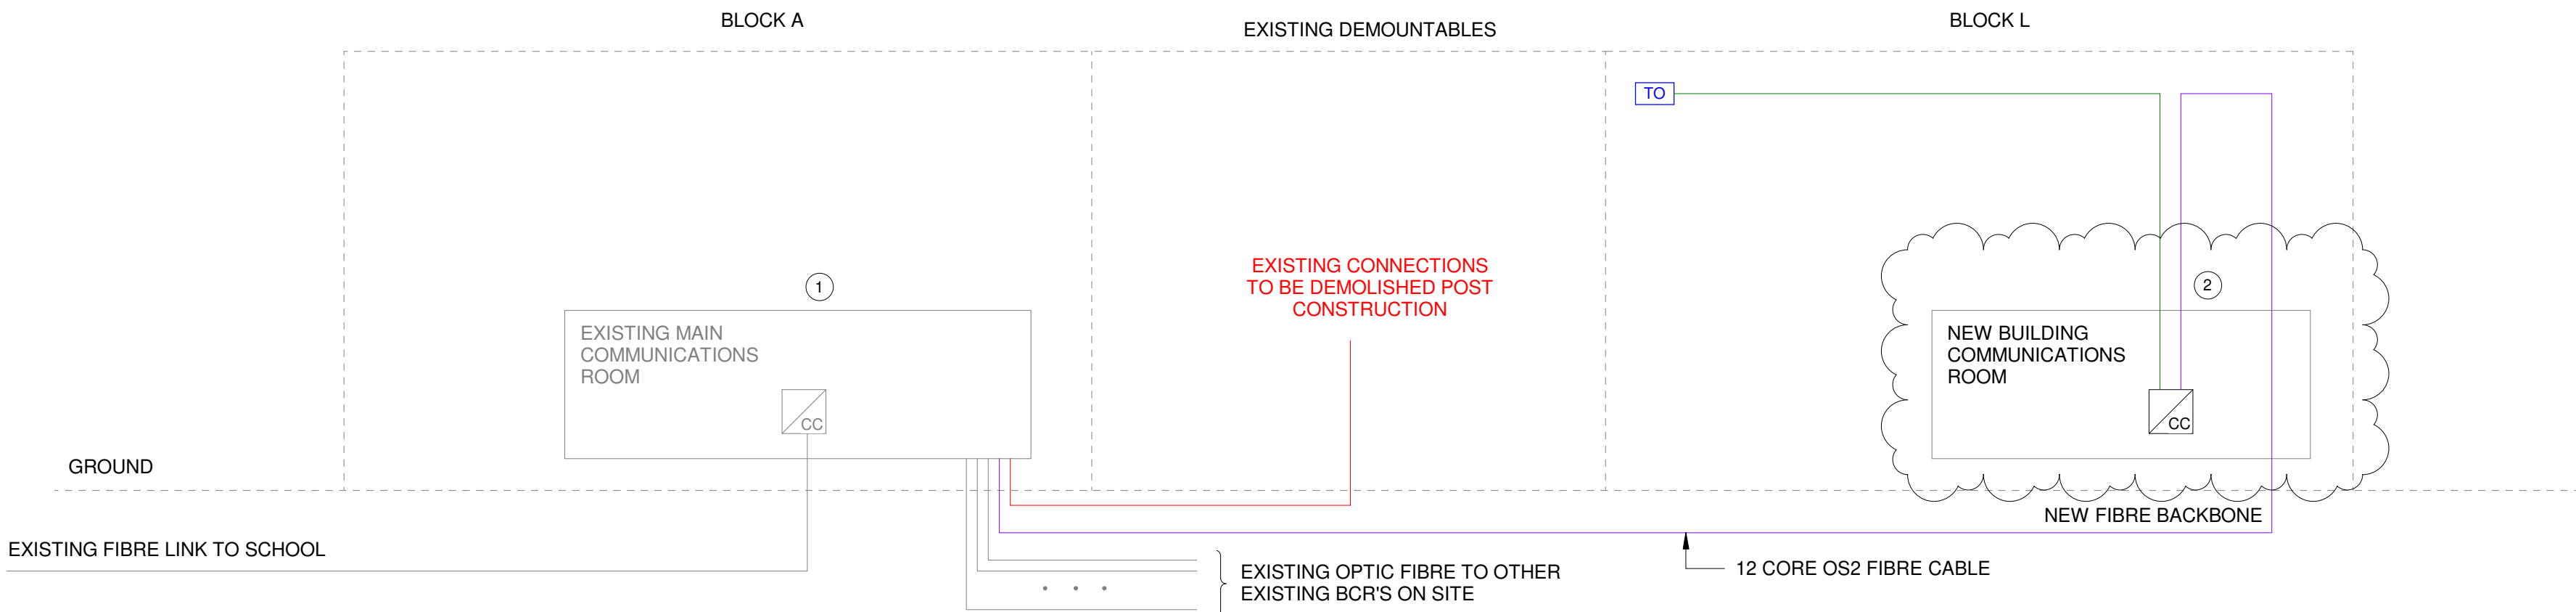 BLOCK A
EXISTING DEMOUNTABLES
BLOCK L
TO
EXISTING CONNECTIONS
TO BE DEMOLISHED POST
CONSTRUCTION
1
2
EXISTING MAIN
COMMUNICATIONS
ROOM
CC
NEW BUILDING
COMMUNICATIONS
ROOM
CC
GROUND
NEW FIBRE BACKBONE
EXISTING FIBRE LINK TO SCHOOL
12 CORE OS2 FIBRE CABLE
EXISTING OPTIC FIBRE TO OTHER
EXISTING BCR'S ON SITE